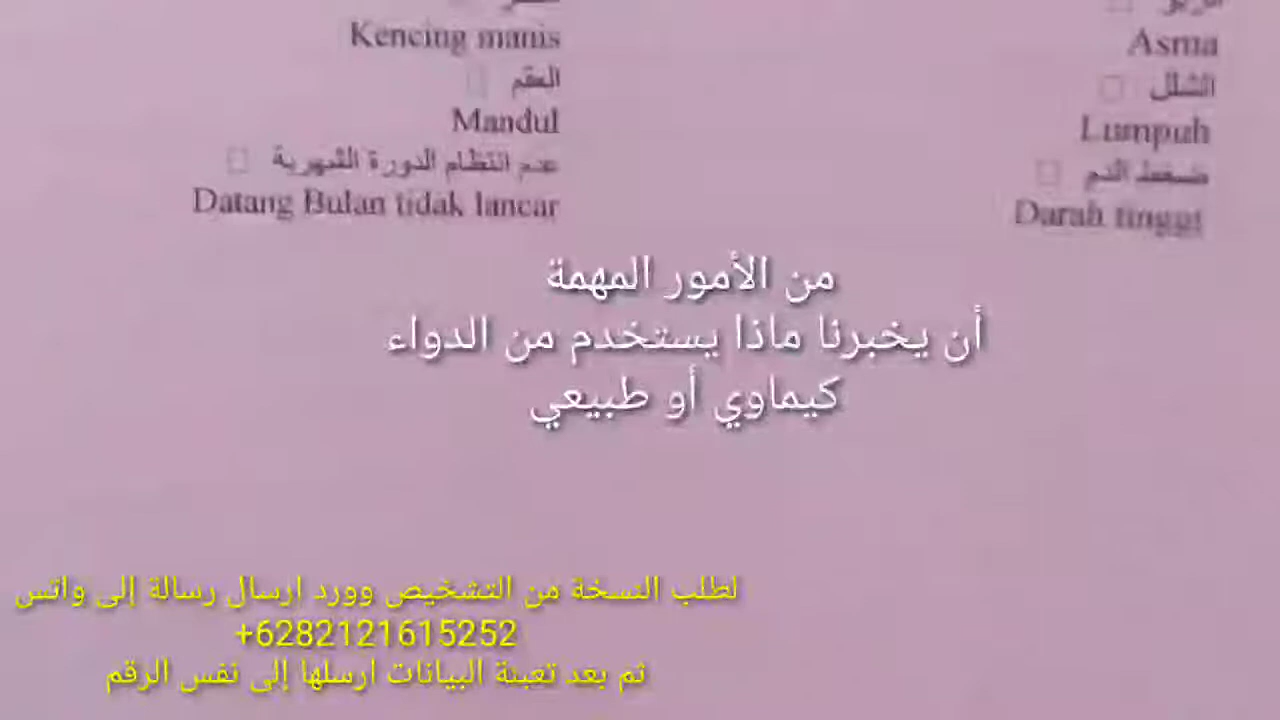 Asma
الشلل
Lumpuh
ضغط الدم
Darah tinggi
Kencing manis
العقم
Mandul
عدم انتظام الدورة الشهرية
Datang Bulan tidak lancar
من الأمور المهمة
أن يخبرنا ماذا يستخدم من الدواء
كيماوي أو طبيعي
لطلب النسخة من التشخيص وورد ارسال رسالة إلى واتس
+6282121615252
ثم بعد تعبئة البيانات ارسلها إلى نفس الرقم